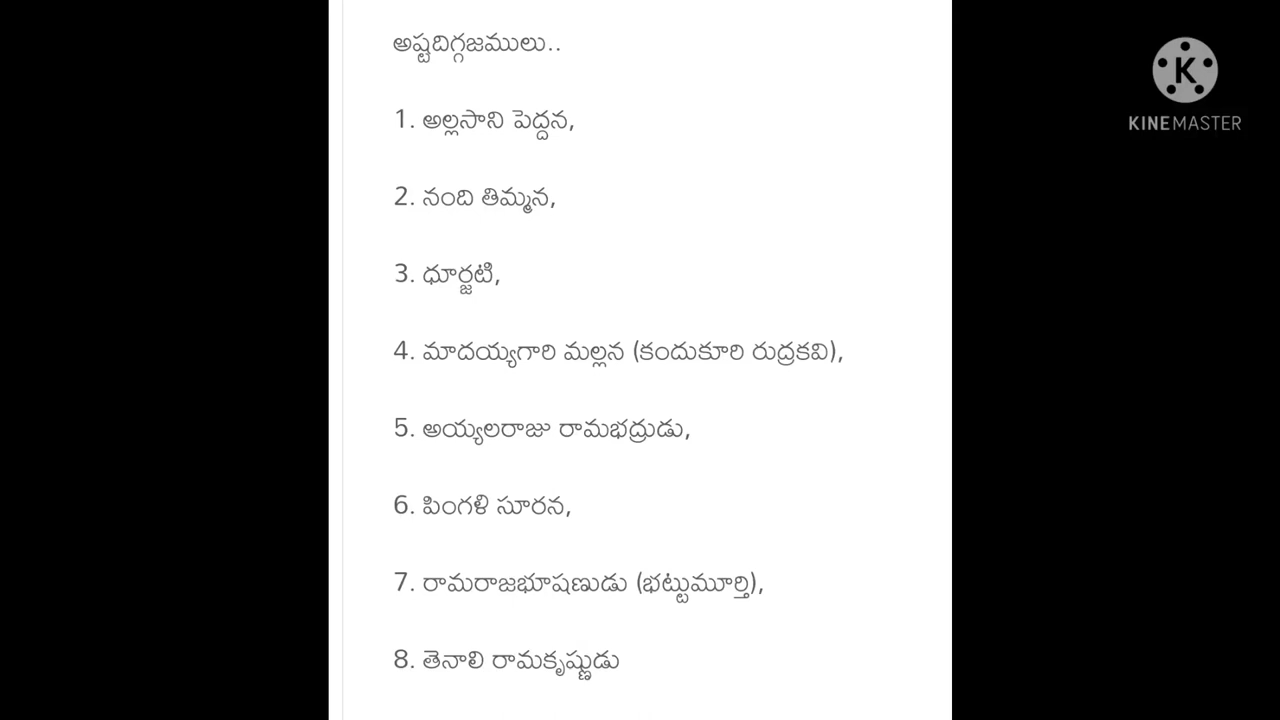 అష్టదిగ్గజములు..
1. అల్లసాని పెద్దన,
2. నంది తిమ్మన,
3. ధూర్జటి,
4. మాదయ్యగారి మల్లన (కందుకూరి రుద్రకవి),
5. అయ్యలరాజు రామభద్రుడు,
6. పింగళి సూరన,
7. రామరాజభూషణుడు (భట్టుమూర్తి),
8. తెనాలి రామకృష్ణుడు
K
KINEMASTER